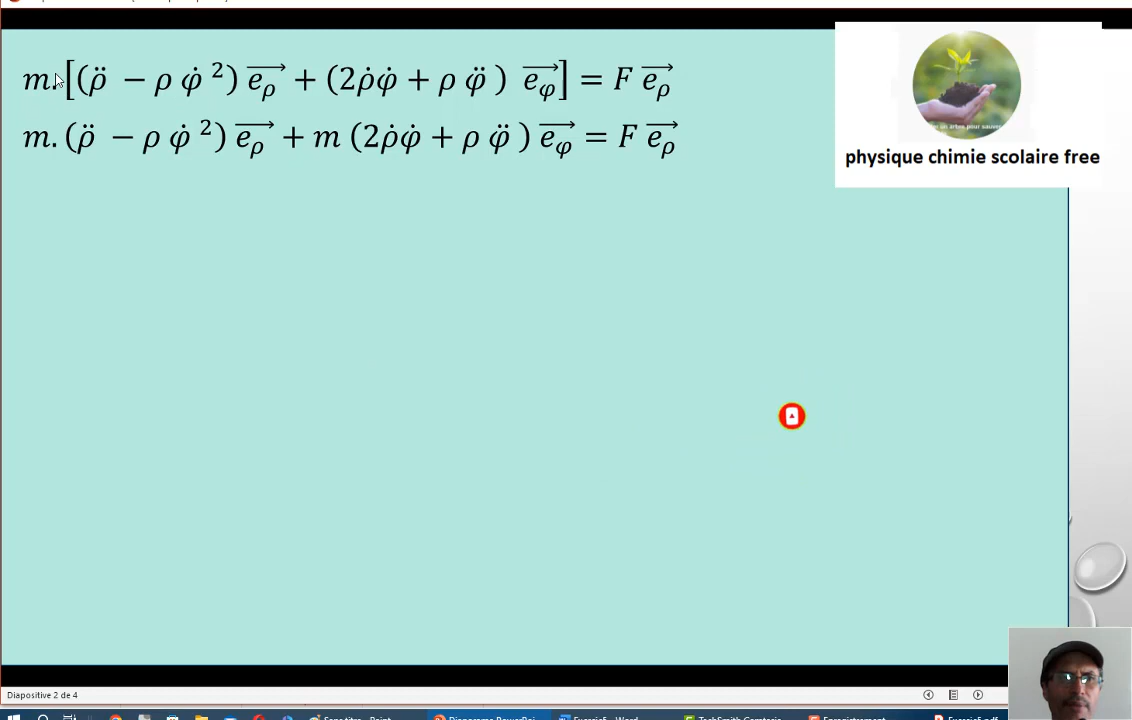 m.[(ρ̈ − ρ φ̇ ²) e⃗ᵨ + (2ρ̇φ̇ + ρ φ̈ ) e⃗ᵩ] = F e⃗ᵨ
m.(ρ̈ − ρ φ̇ ²) e⃗ᵨ + m (2ρ̇φ̇ + ρ φ̈ ) e⃗ᵩ = F e⃗ᵨ
physique chimie scolaire free
Diapositive 2 de 4